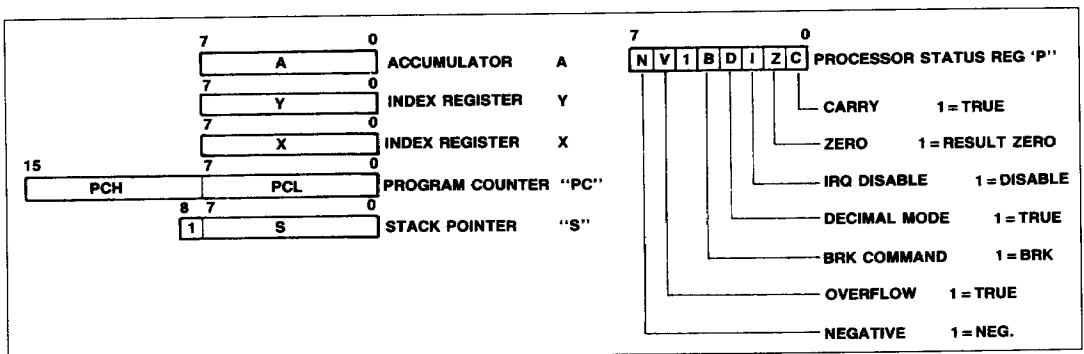 7 0
A ACCUMULATOR A
7 0
Y INDEX REGISTER Y
7 0
X INDEX REGISTER X
15 7 0
PCH PCL PROGRAM COUNTER "PC"
8 7 0
1 S STACK POINTER "S"
7 0
N V 1 B D I Z C PROCESSOR STATUS REG 'P"
CARRY 1=TRUE
ZERO 1=RESULT ZERO
IRQ DISABLE 1=DISABLE
DECIMAL MODE 1=TRUE
BRK COMMAND 1=BRK
OVERFLOW 1=TRUE
NEGATIVE 1=NEG.